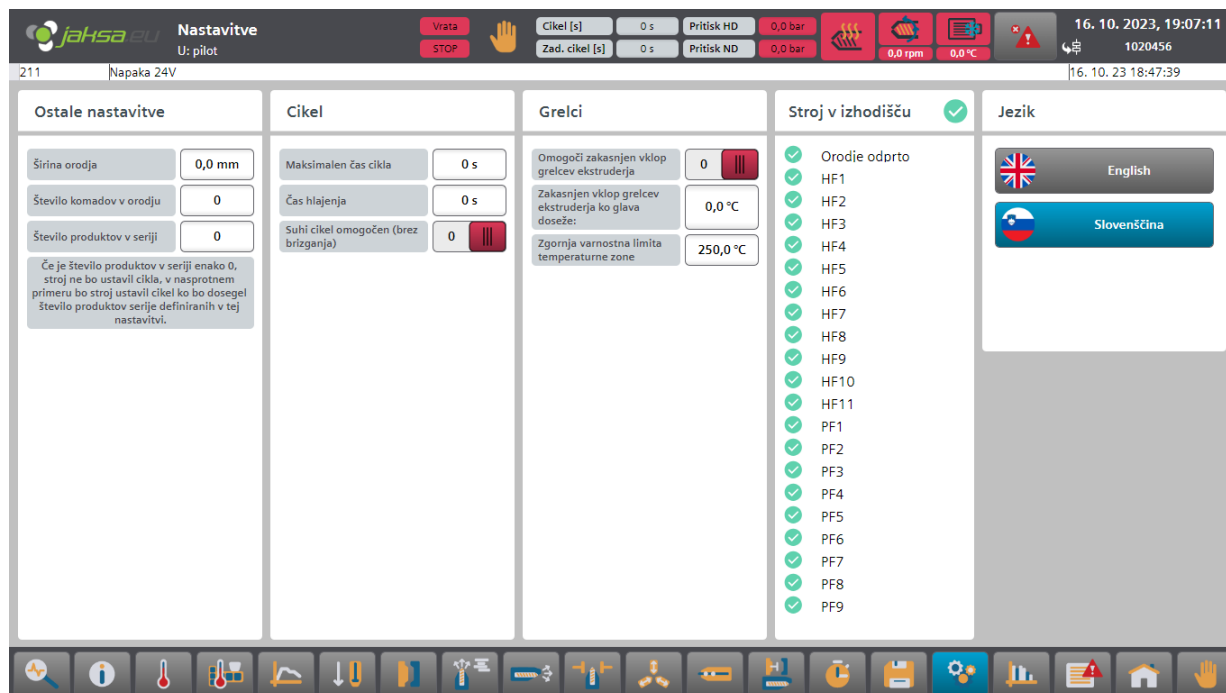 jaHsa.eu
Nastavitve
U: pilot
Vrata
STOP
Cikel [s]
0 s
Zad. cikel [s]
0 s
Pritisk HD
0,0 bar
Pritisk ND
0,0 bar
0,0 rpm
0,0 °C
16. 10. 2023, 19:07:11
1020456
211
Napaka 24V
16. 10. 23 18:47:39
Ostale nastavitve
Širina orodja
0,0 mm
Število komadov v orodju
0
Število produktov v seriji
0
Če je število produktov v seriji enako 0,
stroj ne bo ustavil cikla, v nasprotnem
primeru bo stroj ustavil cikel ko bo dosegel
število produktov serije definiranih v tej
nastavitvi.
Cikel
Maksimalen čas cikla
0 s
Čas hlajenja
0 s
Suhi cikel omogočen (brez
brizganja)
0
Grelci
Omogoči zakasnjen vklop
grelcev ekstruderja
0
Zakasnjen vklop grelcev
ekstruderja ko glava
doseže:
0,0 °C
Zgornja varnostna limita
temperaturne zone
250,0 °C
Stroj v izhodišču
Orodje odprto
HF1
HF2
HF3
HF4
HF5
HF6
HF7
HF8
HF9
HF10
HF11
PF1
PF2
PF3
PF4
PF5
PF6
PF7
PF8
PF9
Jezik
English
Slovenščina